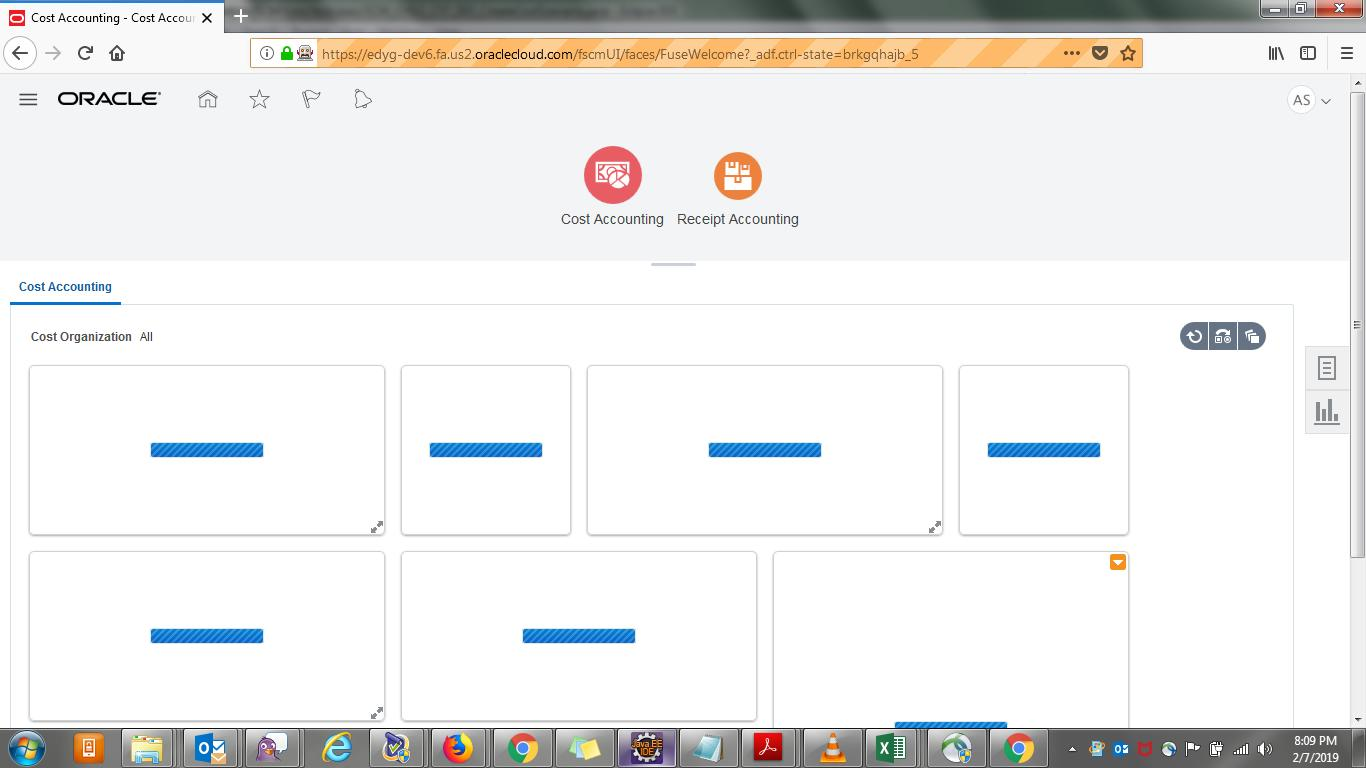 Cost Accounting - Cost Accour
https://edyg-dev6.fa.us2.oraclecloud.com/fscmUI/faces/FuseWelcome?_adf.ctrl-state=brkgqhajb_5
ORACLE
AS
Cost Accounting
Receipt Accounting
Cost Accounting
Cost Organization All
Java EE
IDE
8:09 PM
2/7/2019